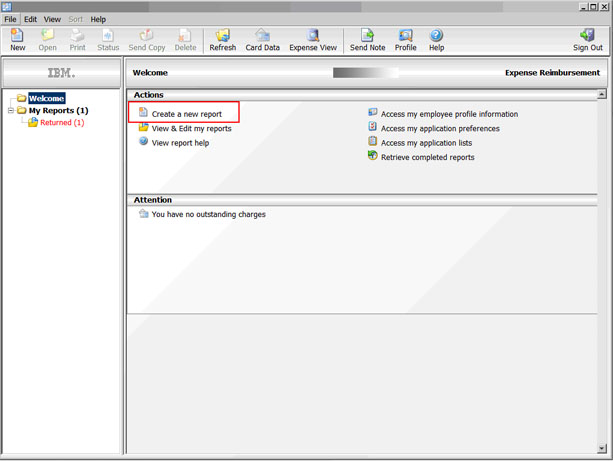 File Edit View Sort Help
New Open Print Status Send Copy Delete Refresh Card Data Expense View Send Note Profile Help Sign Out
IBM.
Welcome Expense Reimbursement
Welcome
My Reports (1)
Returned (1)
Actions
Create a new report
View & Edit my reports
View report help
Access my employee profile information
Access my application preferences
Access my application lists
Retrieve completed reports
Attention
You have no outstanding charges